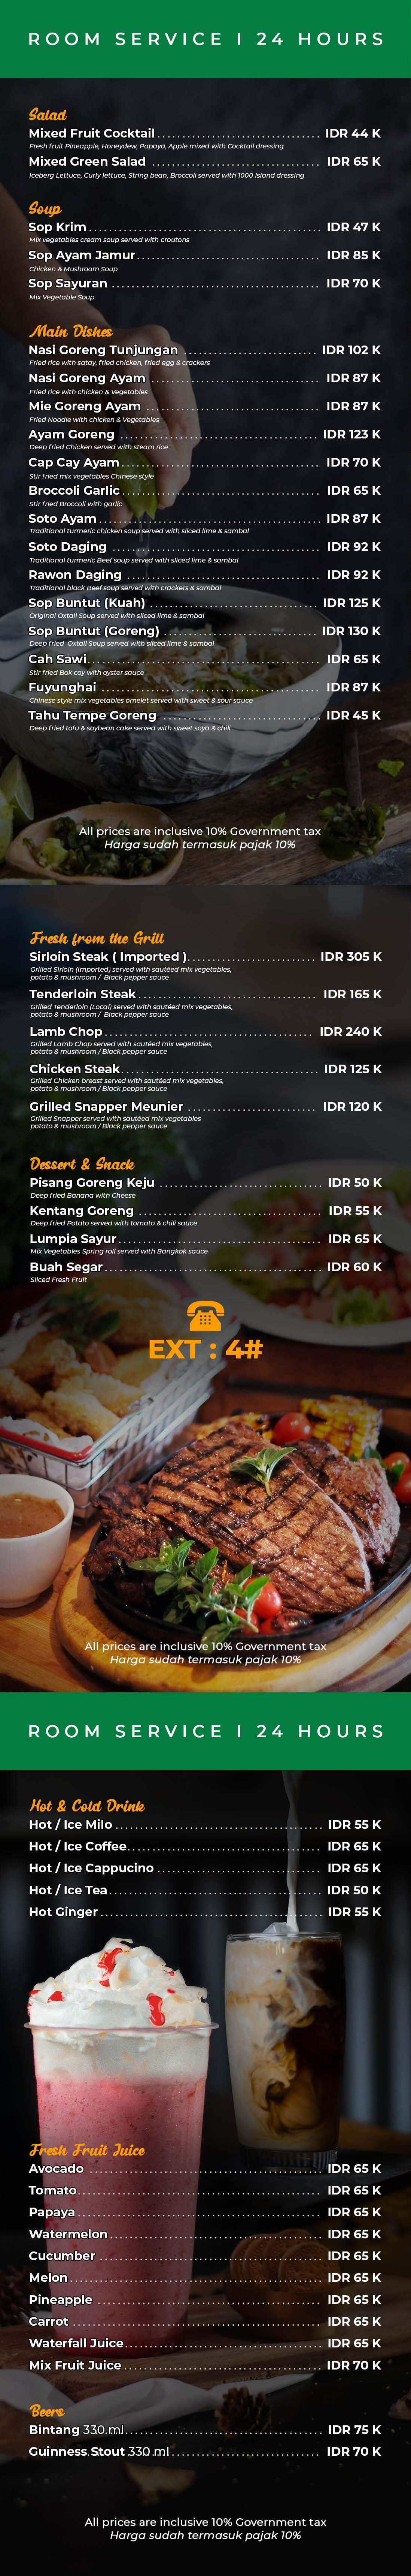 ROOM SERVICE I 24 HOURS
Salad
Mixed Fruit Cocktail ................................ IDR 44 K
Fresh fruit Pineapple, Honeydew, Papaya, Apple mixed with Cocktail dressing
Mixed Green Salad ................................ IDR 65 K
Iceberg Lettuce, Curly lettuce, String bean, Broccoli served with 1000 Island dressing
Soup
Sop Krim ................................ IDR 47 K
Mix vegetables cream soup served with croutons
Sop Ayam Jamur ................................ IDR 85 K
Chicken & Mushroom Soup
Sop Sayuran ................................ IDR 70 K
Mix Vegetable Soup
Main Dishes
Nasi Goreng Tunjungan ................................ IDR 102 K
Fried rice with satay, fried chicken, fried egg & crackers
Nasi Goreng Ayam ................................ IDR 87 K
Fried rice with chicken & Vegetables
Mie Goreng Ayam ................................ IDR 87 K
Fried Noodle with chicken & Vegetables
Ayam Goreng ................................ IDR 123 K
Deep fried Chicken served with steam rice
Cap Cay Ayam ................................ IDR 70 K
Stir fried mix vegetables Chinese style
Broccoli Garlic ................................ IDR 65 K
Stir fried Broccoli with garlic
Soto Ayam ................................ IDR 87 K
Traditional turmeric chicken soup served with sliced lime & sambal
Soto Daging ................................ IDR 92 K
Traditional turmeric Beef soup served with sliced lime & sambal
Rawon Daging ................................ IDR 92 K
Traditional black Beef soup served with crackers & sambal
Sop Buntut (Kuah) ................................ IDR 125 K
Original Oxtail Soup served with sliced lime & sambal
Sop Buntut (Goreng) ................................ IDR 130 K
Deep fried Oxtail Soup served with sliced lime & sambal
Cah Sawi ................................ IDR 65 K
Stir fried Bok coy with oyster sauce
Fuyunghai ................................ IDR 87 K
Chinese style mix vegetables omelet served with sweet & sour sauce
Tahu Tempe Goreng ................................ IDR 45 K
Deep fried tofu & soybean cake served with sweet soya & chili
All prices are inclusive 10% Government tax
Harga sudah termasuk pajak 10%
Fresh from the Grill
Sirloin Steak ( Imported ) ................................ IDR 305 K
Grilled Sirloin (Imported) served with sautéed mix vegetables,
potato & mushroom / Black pepper sauce
Tenderloin Steak ................................ IDR 165 K
Grilled Tenderloin (Local) served with sautéed mix vegetables,
potato & mushroom / Black pepper sauce
Lamb Chop ................................ IDR 240 K
Grilled Lamb Chop served with sautéed mix vegetables,
potato & mushroom / Black pepper sauce
Chicken Steak ................................ IDR 125 K
Grilled Chicken breast served with sautéed mix vegetables,
potato & mushroom / Black pepper sauce
Grilled Snapper Meunier ................................ IDR 120 K
Grilled Snapper served with sautéed mix vegetables
potato & mushroom / Black pepper sauce
Dessert & Snack
Pisang Goreng Keju ................................ IDR 50 K
Deep fried Banana with Cheese
Kentang Goreng ................................ IDR 55 K
Deep fried Potato served with tomato & chili sauce
Lumpia Sayur ................................ IDR 65 K
Mix Vegetables Spring roll served with Bangkok sauce
Buah Segar ................................ IDR 60 K
Sliced Fresh Fruit
EXT : 4#
All prices are inclusive 10% Government tax
Harga sudah termasuk pajak 10%
ROOM SERVICE I 24 HOURS
Hot & Cold Drink
Hot / Ice Milo ................................ IDR 55 K
Hot / Ice Coffee ................................ IDR 65 K
Hot / Ice Cappucino ................................ IDR 65 K
Hot / Ice Tea ................................ IDR 50 K
Hot Ginger ................................ IDR 55 K
Fresh Fruit Juice
Avocado ................................ IDR 65 K
Tomato ................................ IDR 65 K
Papaya ................................ IDR 65 K
Watermelon ................................ IDR 65 K
Cucumber ................................ IDR 65 K
Melon ................................ IDR 65 K
Pineapple ................................ IDR 65 K
Carrot ................................ IDR 65 K
Waterfall Juice ................................ IDR 65 K
Mix Fruit Juice ................................ IDR 70 K
Beers
Bintang 330 ml ................................ IDR 75 K
Guinness Stout 330 ml ................................ IDR 70 K
All prices are inclusive 10% Government tax
Harga sudah termasuk pajak 10%